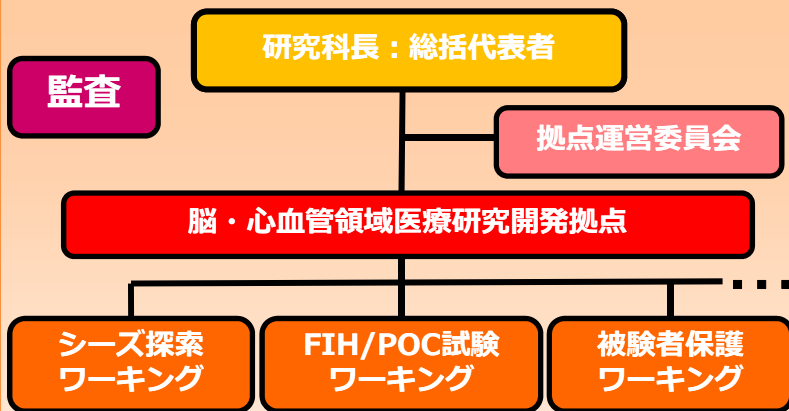 研究科長：総括代表者
監査
拠点運営委員会
脳・心血管領域医療研究開発拠点
シーズ探索
ワーキング
FIH/POC試験
ワーキング
被験者保護
ワーキング